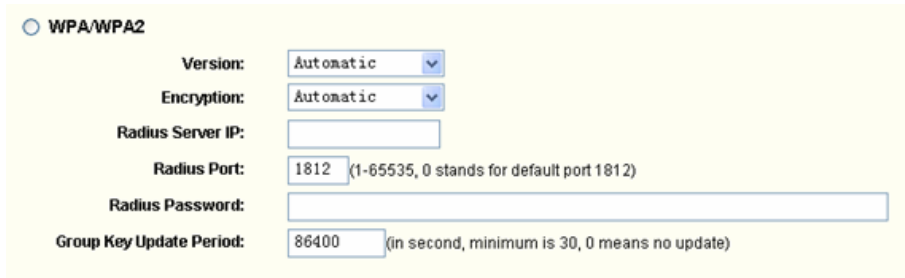 WPA/WPA2
Version: Automatic
Encryption: Automatic
Radius Server IP:
Radius Port: 1812 (1-65535, 0 stands for default port 1812)
Radius Password:
Group Key Update Period: 86400 (in second, minimum is 30, 0 means no update)